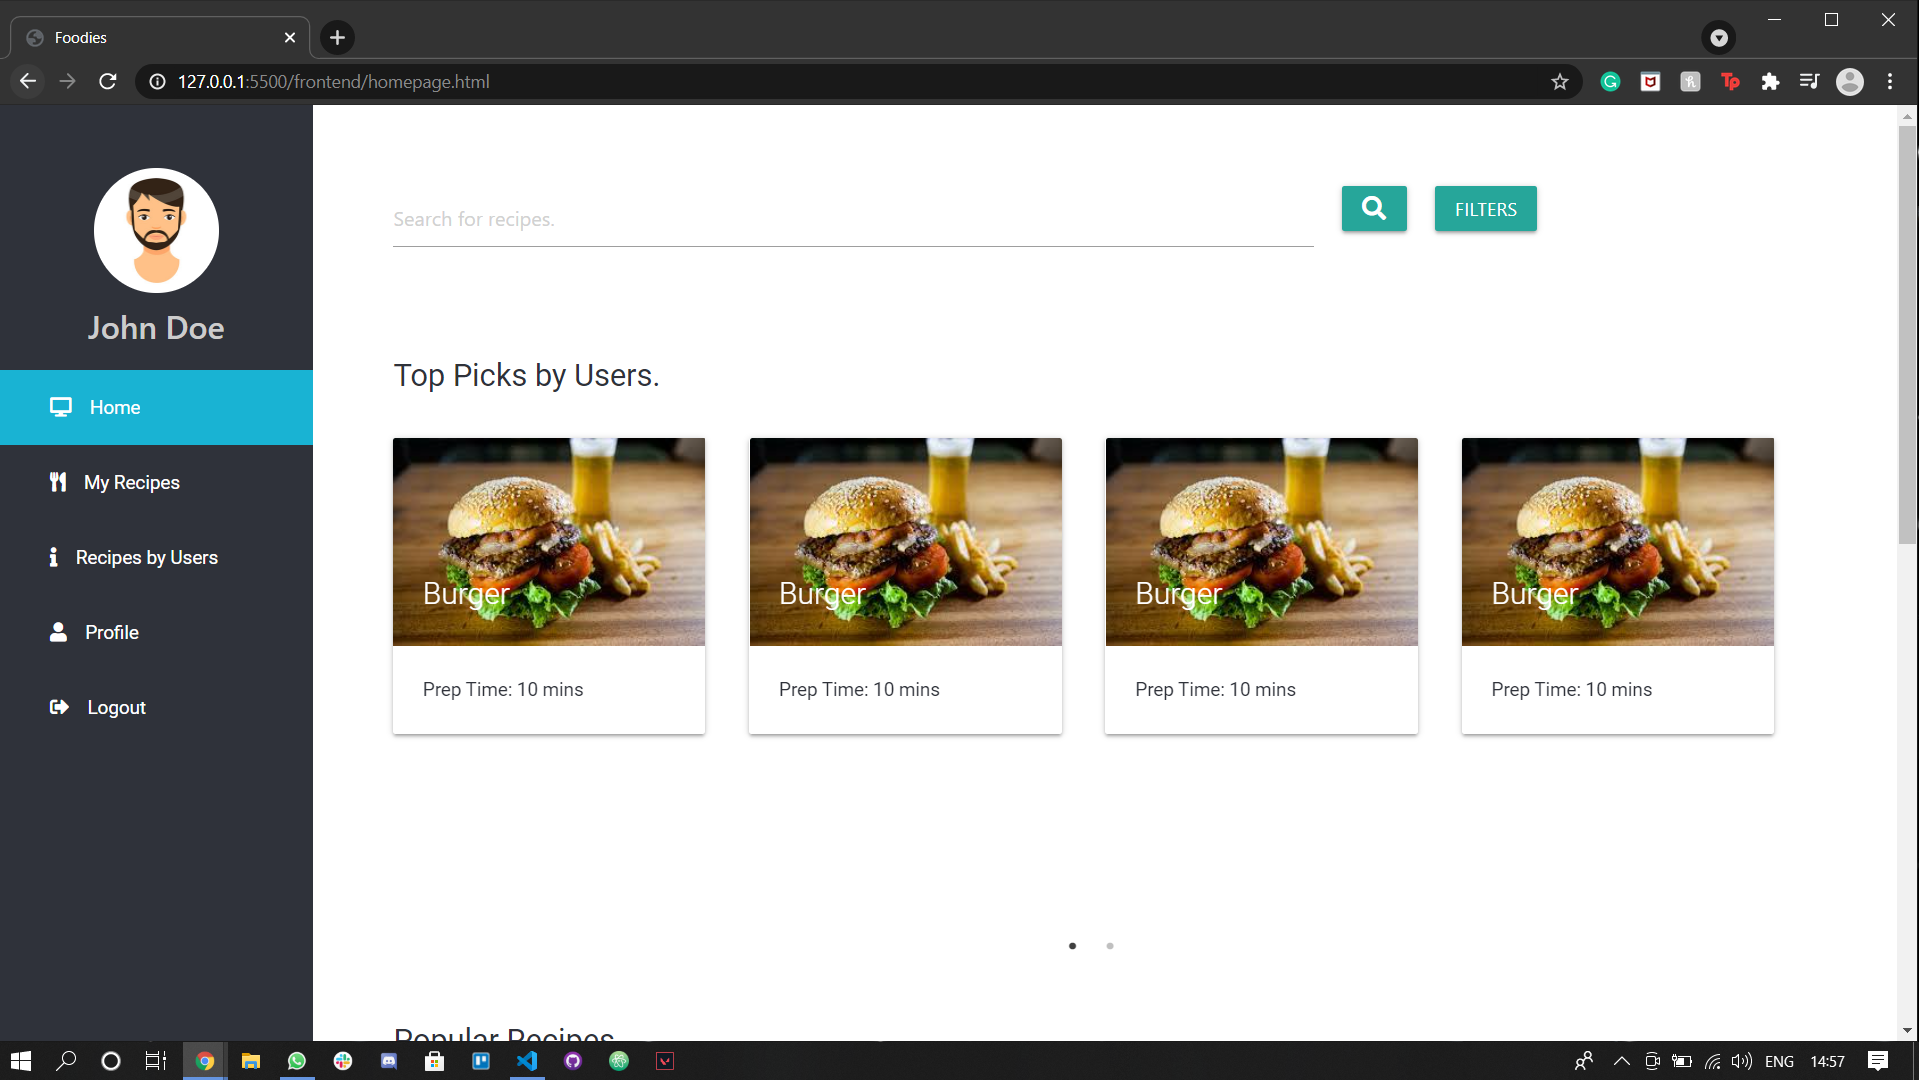 Foodies
127.0.0.1:5500/frontend/homepage.html
John Doe
Home
My Recipes
Recipes by Users
Profile
Logout
Search for recipes.
FILTERS
Top Picks by Users.
Burger
Prep Time: 10 mins
Burger
Prep Time: 10 mins
Burger
Prep Time: 10 mins
Burger
Prep Time: 10 mins
Popular Recipes
ENG
14:57